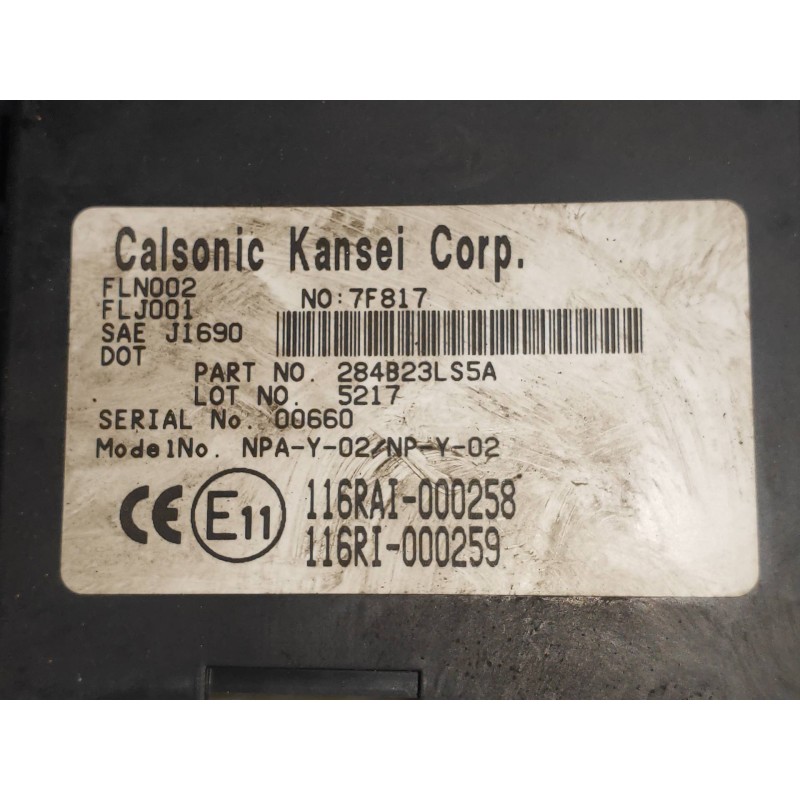 Calsonic Kansei Corp.
FLN002
NO:7F817
FLJ001
SAE J1690
DOT
PART NO. 284B23LS5A
LOT NO. 5217
SERIAL No. 00660
ModelNo. NPA-Y-02/NP-Y-02
CE E11 116RAI-000258
116RI-000259